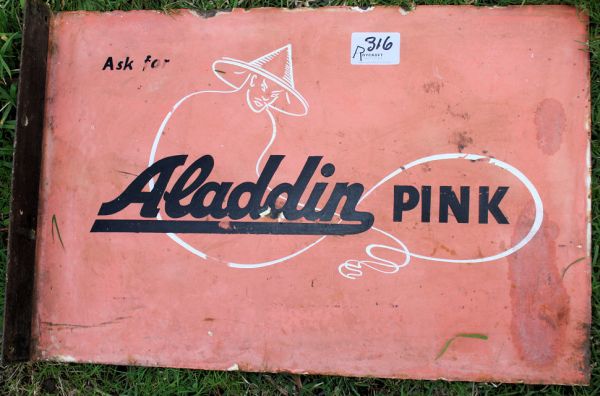 Ask for
316
Aladdin PINK